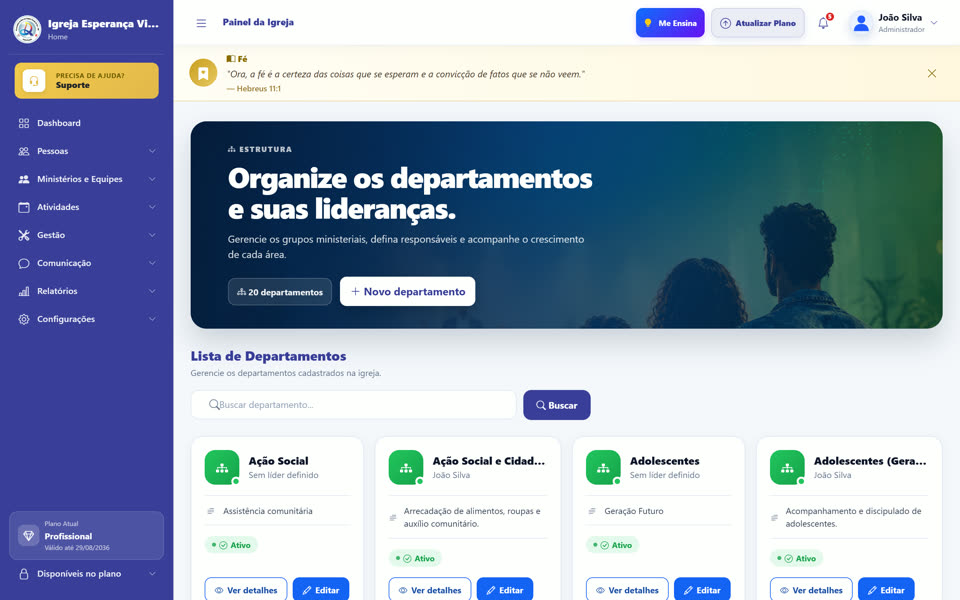 Igreja Esperança Vi...
Home
PRECISA DE AJUDA?
Suporte
Dashboard
Pessoas
Ministérios e Equipes
Atividades
Gestão
Comunicação
Relatórios
Configurações
Plano Atual
Profissional
Válido até 29/08/2036
Disponíveis no plano
Painel da Igreja
Me Ensina
Atualizar Plano
João Silva
Administrador
Fé
"Ora, a fé é a certeza das coisas que se esperam e a convicção de fatos que se não veem."
— Hebreus 11:1
ESTRUTURA
Organize os departamentos
e suas lideranças.
Gerencie os grupos ministeriais, defina responsáveis e acompanhe o crescimento
de cada área.
20 departamentos
+ Novo departamento
Lista de Departamentos
Gerencie os departamentos cadastrados na igreja.
Buscar departamento...
Buscar
Ação Social
Sem líder definido
Assistência comunitária
Ativo
Ver detalhes
Editar
Ação Social e Cidad...
João Silva
Arrecadação de alimentos, roupas e
auxílio comunitário.
Ativo
Ver detalhes
Editar
Adolescentes
Sem líder definido
Geração Futuro
Ativo
Ver detalhes
Editar
Adolescentes (Gera...
João Silva
Acompanhamento e discipulado de
adolescentes.
Ativo
Ver detalhes
Editar